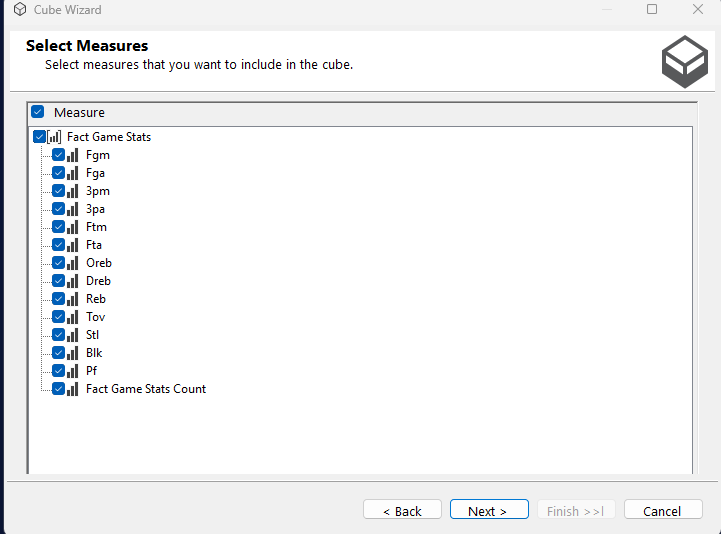 Cube Wizard
Select Measures
Select measures that you want to include in the cube.
Measure
Fact Game Stats
Fgm
Fga
3pm
3pa
Ftm
Fta
Oreb
Dreb
Reb
Tov
Stl
Blk
Pf
Fact Game Stats Count
< Back
Next >
Finish >>|
Cancel